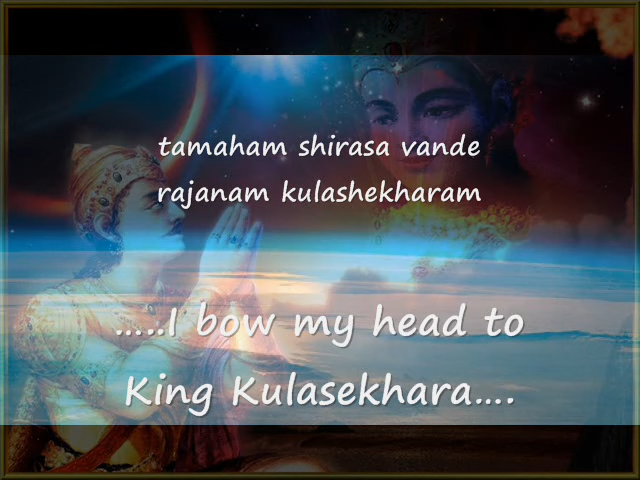 tamaham shirasa vande
rajanam kulashekharam
.....I bow my head to
King Kulasekhara....